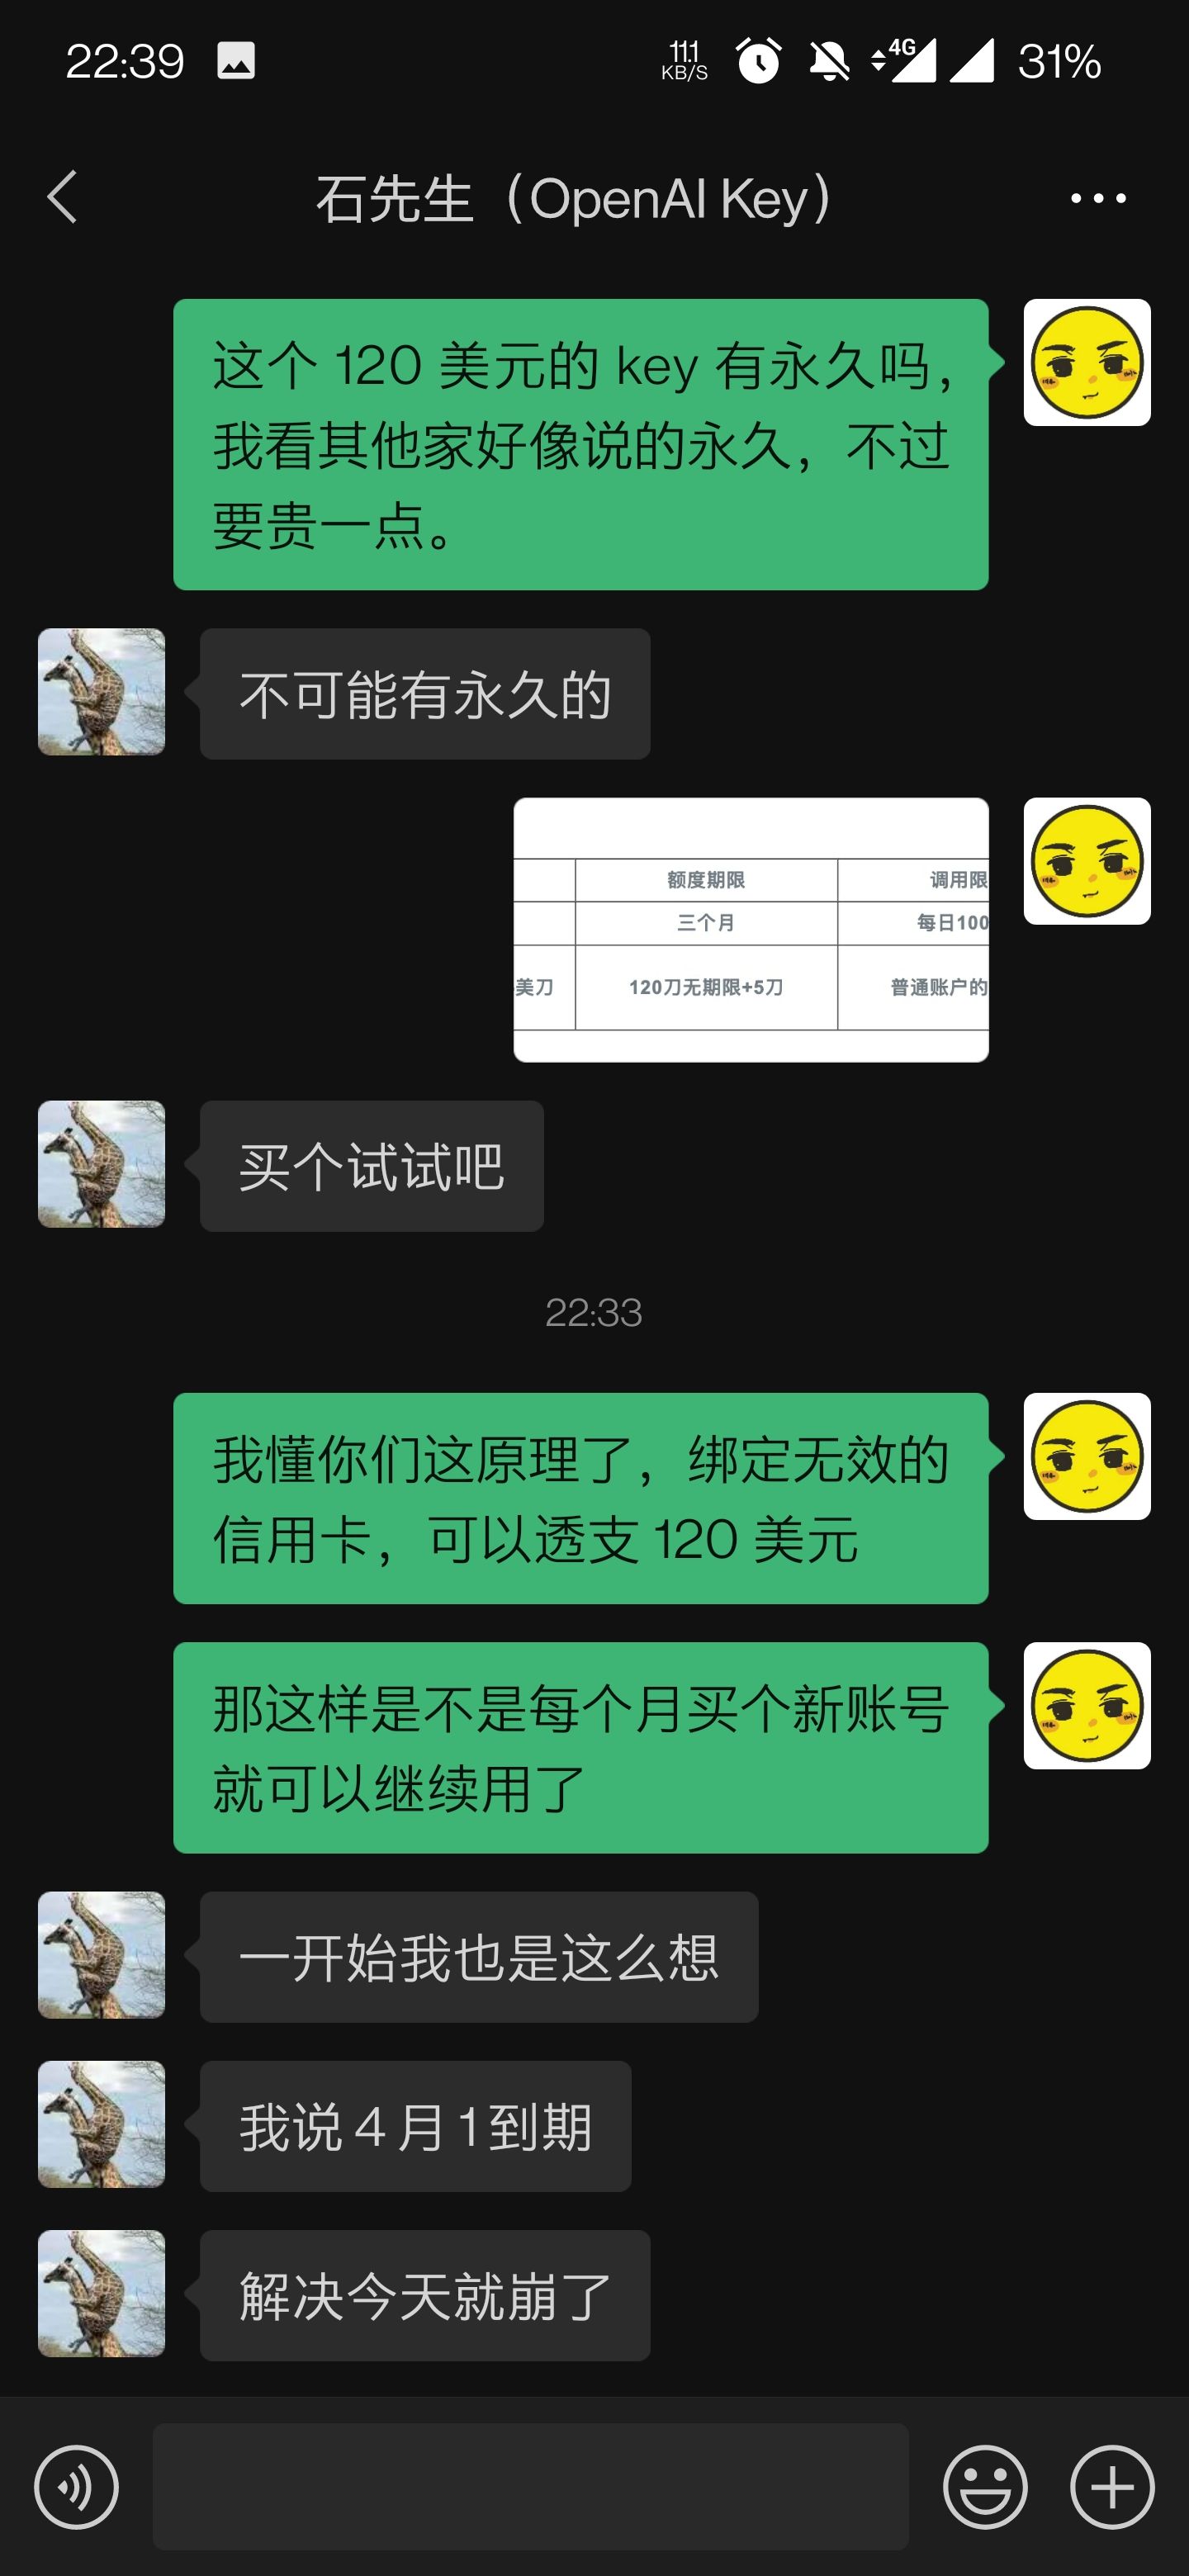 22:39
11.1
KB/S
4G
31%
石先生（OpenAI Key）
这个 120 美元的 key 有永久吗，
我看其他家好像说的永久，不过
要贵一点。
不可能有永久的
额度期限
调用限
三个月
每日100
美刀
120刀无期限+5刀
普通账户的
买个试试吧
22:33
我懂你们这原理了，绑定无效的
信用卡，可以透支 120 美元
那这样是不是每个月买个新账号
就可以继续用了
一开始我也是这么想
我说４月１到期
解决今天就崩了